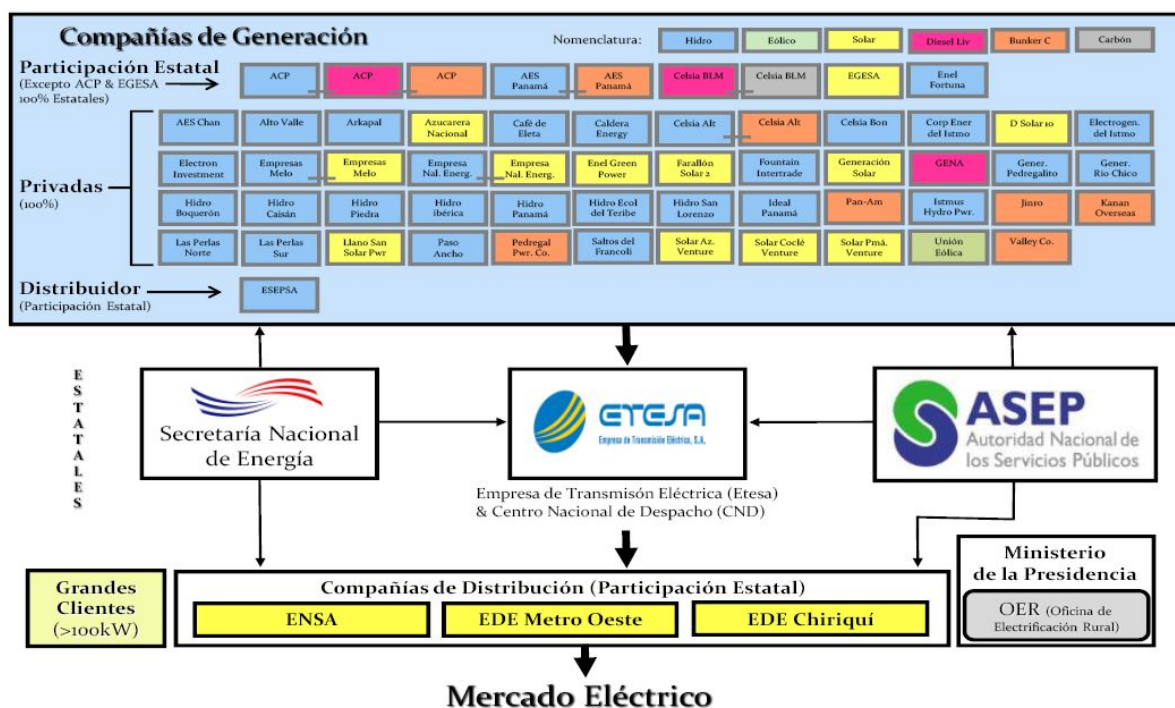 Compañías de Generación
Nomenclatura:
Hidro
Eólico
Solar
Diesel Liv
Bunker C
Carbón
Participación Estatal
(Excepto ACP & EGESA
100% Estatales)
ACP
ACP
ACP
AES
Panamá
AES
Panamá
Celsia BLM
Celsia BLM
EGESA
Enel
Fortuna
Privadas
(100%)
AES Chan
Alto Valle
Arkapal
Azucarera
Nacional
Café de
Eleta
Caldera
Energy
Celsia Alt
Celsia Alt
Celsia Bon
Corp Ener
del Istmo
D Solar 10
Electrogen.
del Istmo
Electron
Investment
Empresas
Melo
Empresas
Melo
Empresa
Nal. Energ.
Empresa
Nal. Energ.
Enel Green
Power
Farallón
Solar 2
Fountain
Intertrade
Generación
Solar
GENA
Gener.
Pedregalito
Gener.
Rio Chico
Hidro
Boquerón
Hidro
Caisán
Hidro
Piedra
Hidro
ibérica
Hidro
Panamá
Hidro Ecol
del Teribe
Hidro San
Lorenzo
Ideal
Panamá
Pan-Am
Istmus
Hydro Pwr.
Jinro
Kanan
Overseas
Las Perlas
Norte
Las Perlas
Sur
Llano San
Solar Pwr
Paso
Ancho
Pedregal
Pwr. Co.
Saltos del
Francoli
Solar Az.
Venture
Solar Coclé
Venture
Solar Pmá.
Venture
Unión
Eólica
Valley Co.
Distribuidor
(Participación Estatal)
ESEPSA
ESTATALES
Secretaría Nacional
de Energía
ETESA
Empresa de Transmisión Eléctrica, S.A.
ASEP
Autoridad Nacional de
los Servicios Públicos
Empresa de Transmisón Eléctrica (Etesa)
& Centro Nacional de Despacho (CND)
Grandes
Clientes
(>100kW)
Compañías de Distribución (Participación Estatal)
ENSA
EDE Metro Oeste
EDE Chiriquí
Ministerio
de la Presidencia
OER (Oficina de
Electrificación Rural)
Mercado Eléctrico